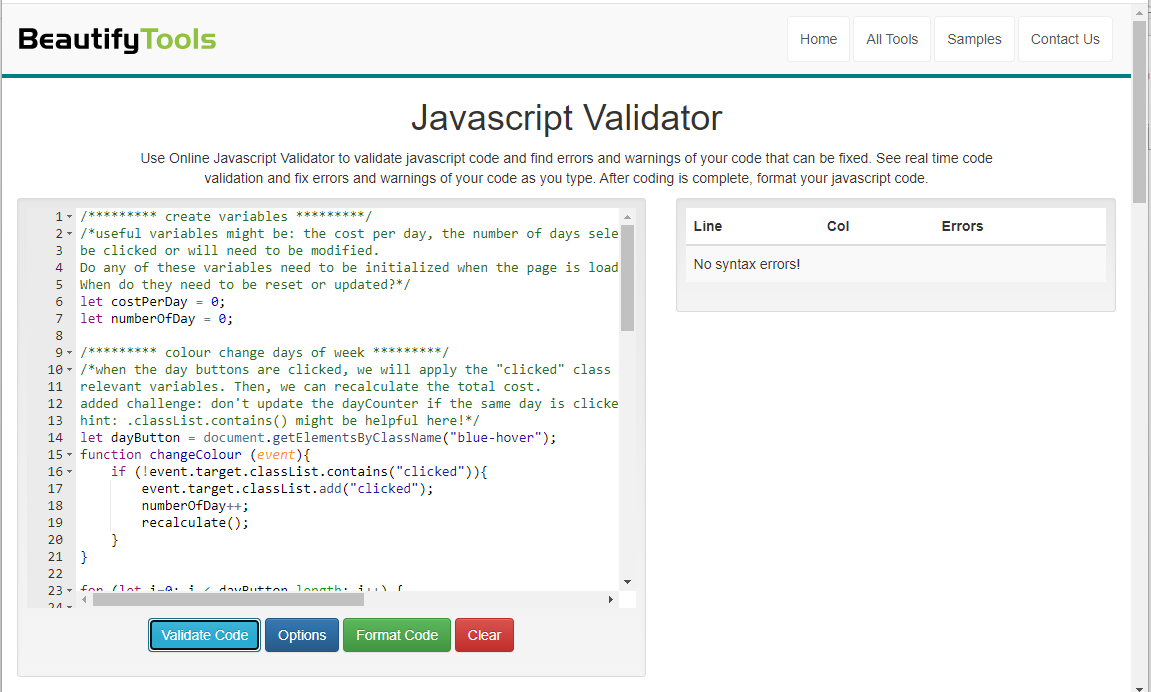 BeautifyTools
Home All Tools Samples Contact Us
Javascript Validator
Use Online Javascript Validator to validate javascript code and find errors and warnings of your code that can be fixed. See real time code
validation and fix errors and warnings of your code as you type. After coding is complete, format your javascript code.
1 /********* create variables *********/
2 /*useful variables might be: the cost per day, the number of days sele
3 be clicked or will need to be modified.
4 Do any of these variables need to be initialized when the page is load
5 When do they need to be reset or updated?*/
6 let costPerDay = 0;
7 let numberOfDay = 0;
8
9 /********* colour change days of week *********/
10 /*when the day buttons are clicked, we will apply the "clicked" class
11 relevant variables. Then, we can recalculate the total cost.
12 added challenge: don't update the dayCounter if the same day is clicke
13 hint: .classList.contains() might be helpful here!*/
14 let dayButton = document.getElementsByClassName("blue-hover");
15 function changeColour (event){
16 if (!event.target.classList.contains("clicked")){
17 event.target.classList.add("clicked");
18 numberOfDay++;
19 recalculate();
20 }
21 }
22
23 for (let i=0; i < dayButton.length; i++) {
24
Validate Code Options Format Code Clear
Line Col Errors
No syntax errors!